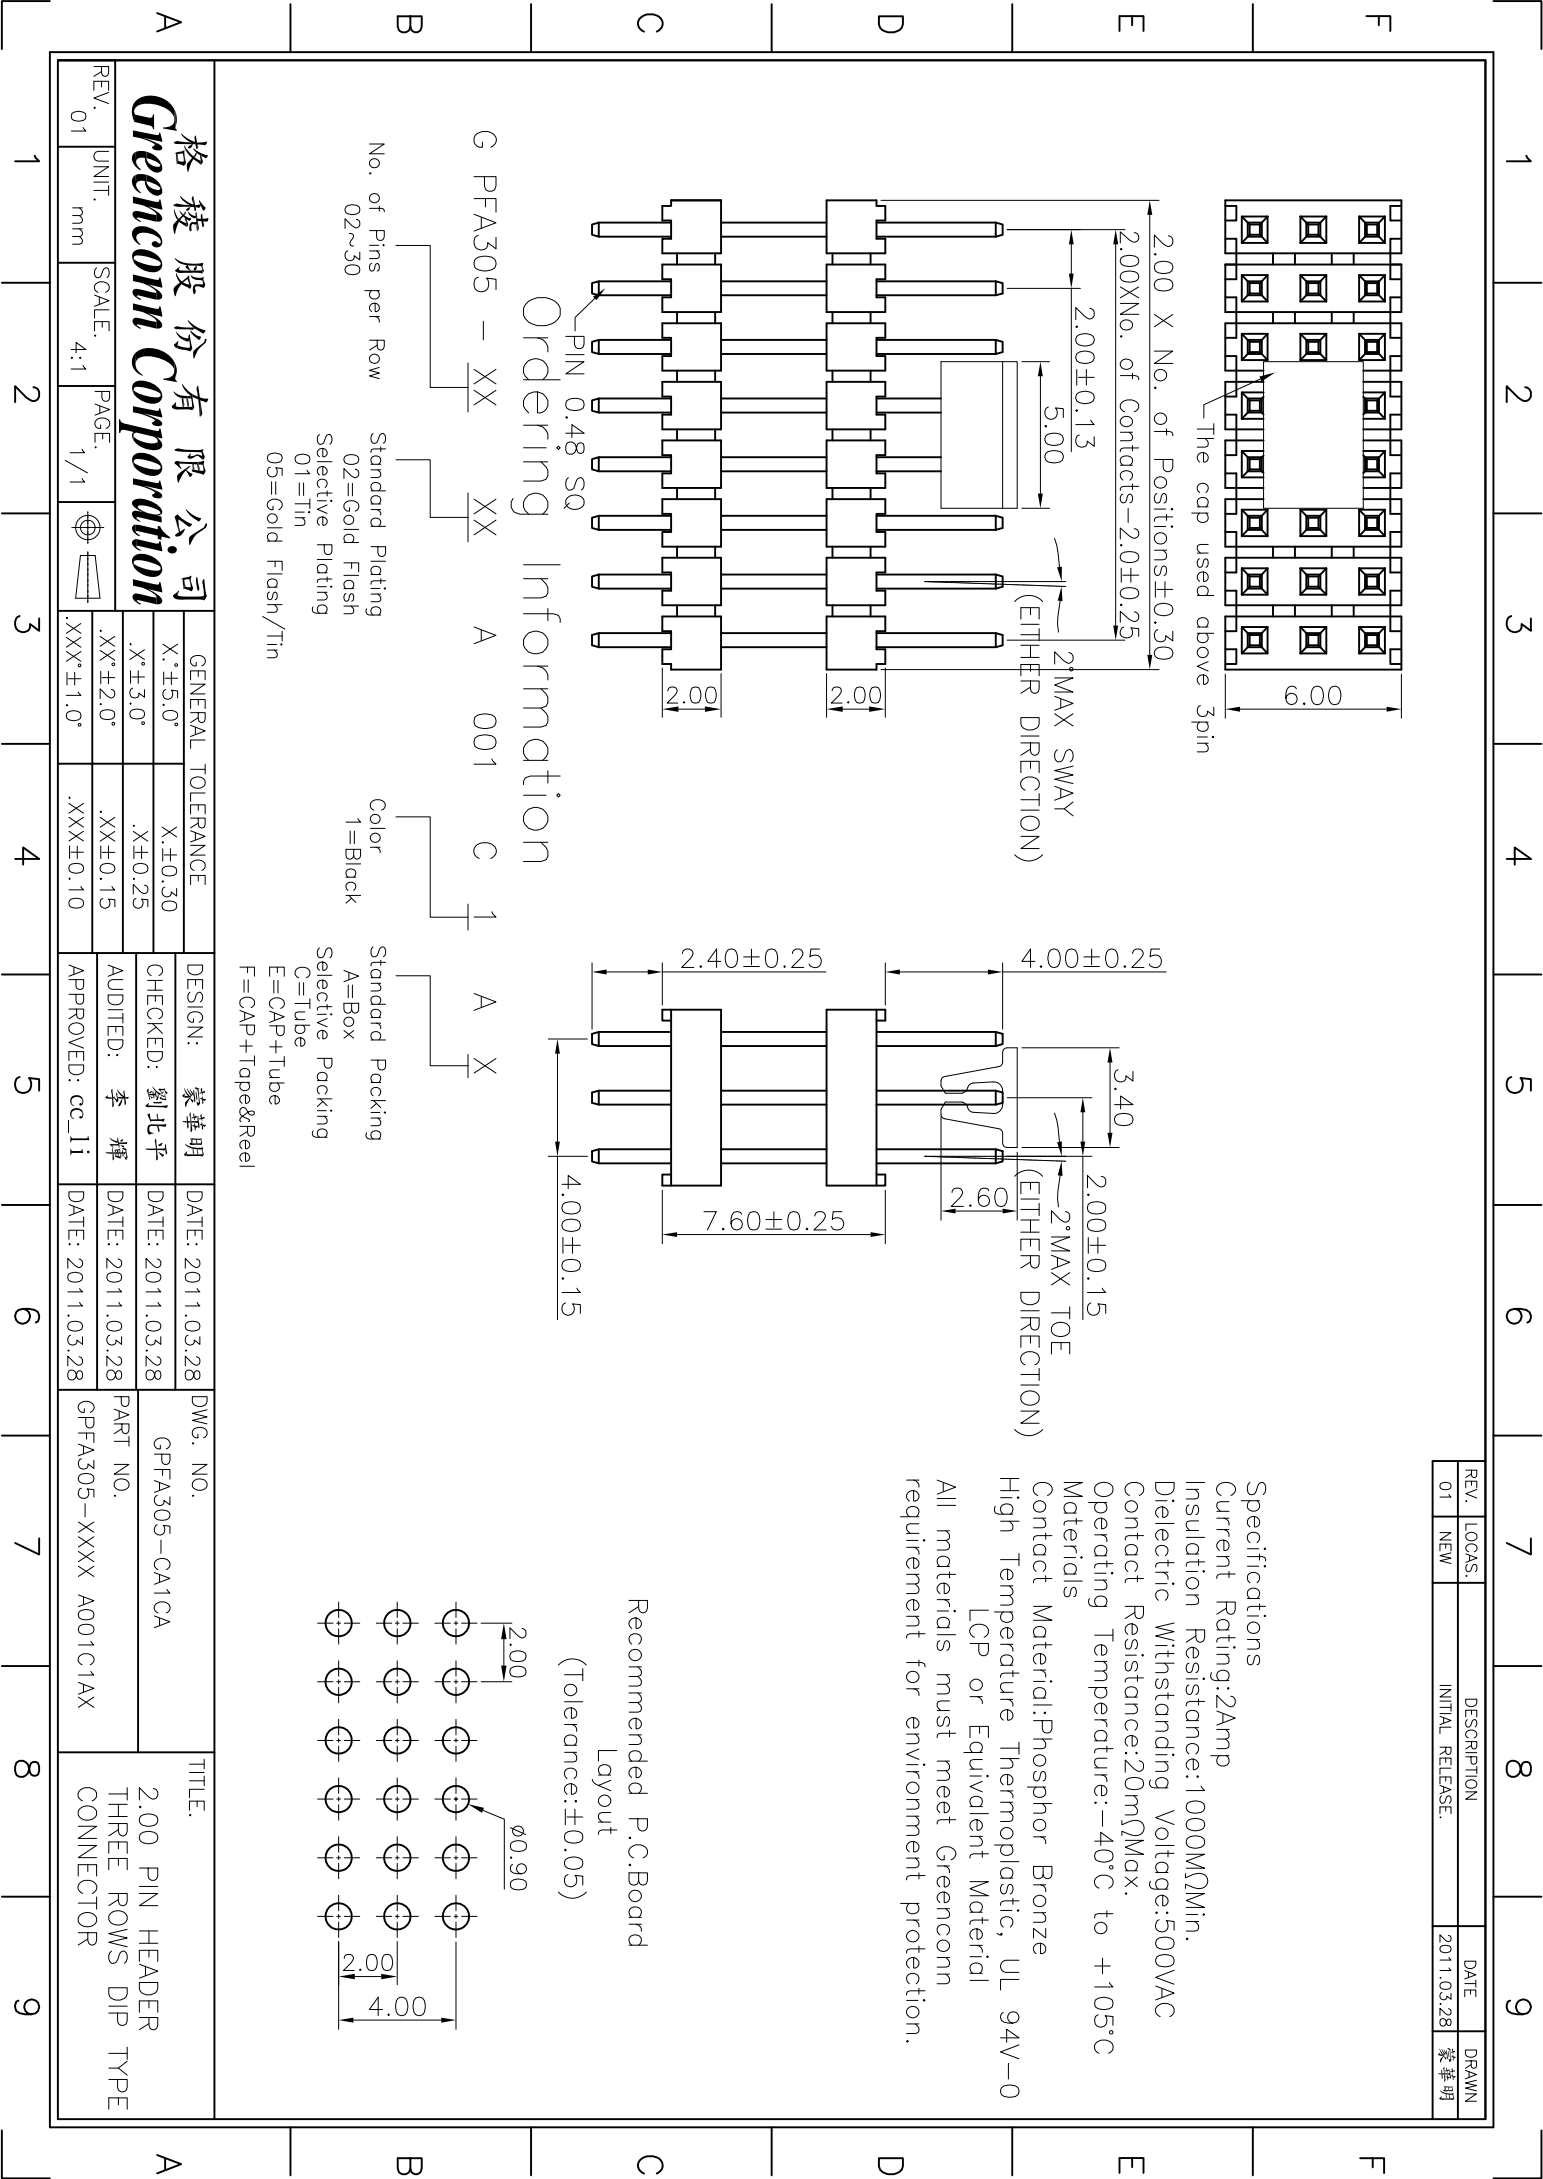 1 2 3 4 5 6 7 8 9
F E D C B A
REV. LOCAS. DESCRIPTION DATE DRAWN
01 NEW INITIAL RELEASE. 2011.03.28 蒙華明
The cap used above 3pin
6.00
2.00 X No. of Positions±0.30
2.00XNo. of Contacts-2.0±0.25
2.00±0.13
5.00
2°MAX SWAY
(EITHER DIRECTION)
2.00
2.00
PIN 0.48 SQ
4.00±0.25
2.40±0.25
3.40
2.00±0.15
2°MAX TOE
(EITHER DIRECTION)
2.60
7.60±0.25
4.00±0.15
Specifications
Current Rating:2Amp
Insulation Resistance:1000MΩMin.
Dielectric Withstanding Voltage:500VAC
Contact Resistance:20mΩMax.
Operating Temperature:-40°C to +105°C
Materials
Contact Material:Phosphor Bronze
High Temperature Thermoplastic, UL 94V-0
LCP or Equivalent Material
All materials must meet Greenconn
requirement for environment protection.
Recommended P.C.Board
Layout
(Tolerance:±0.05)
2.00
ø0.90
2.00
4.00
Ordering Information
G PFA305 - XX XX A 001 C 1 A X
No. of Pins per Row
02~30
Standard Plating
02=Gold Flash
Selective Plating
01=Tin
05=Gold Flash/Tin
Color
1=Black
Standard Packing
A=Box
Selective Packing
C=Tube
E=CAP+Tube
F=CAP+Tape&Reel
格稜股份有限公司
Greenconn Corporation
REV. 01
UNIT. mm
SCALE. 4:1
PAGE. 1/1
GENERAL TOLERANCE
X.°±5.0° X.±0.30
.X°±3.0° .X±0.25
.XX°±2.0° .XX±0.15
.XXX°±1.0° .XXX±0.10
DESIGN: 蒙華明 DATE: 2011.03.28
CHECKED: 劉北平 DATE: 2011.03.28
AUDITED: 李 輝 DATE: 2011.03.28
APPROVED: cc_li DATE: 2011.03.28
DWG. NO.
GPFA305-CA1CA
PART NO.
GPFA305-XXXX A001C1AX
TITLE.
2.00 PIN HEADER
THREE ROWS DIP TYPE
CONNECTOR
1 2 3 4 5 6 7 8 9
F E D C B A